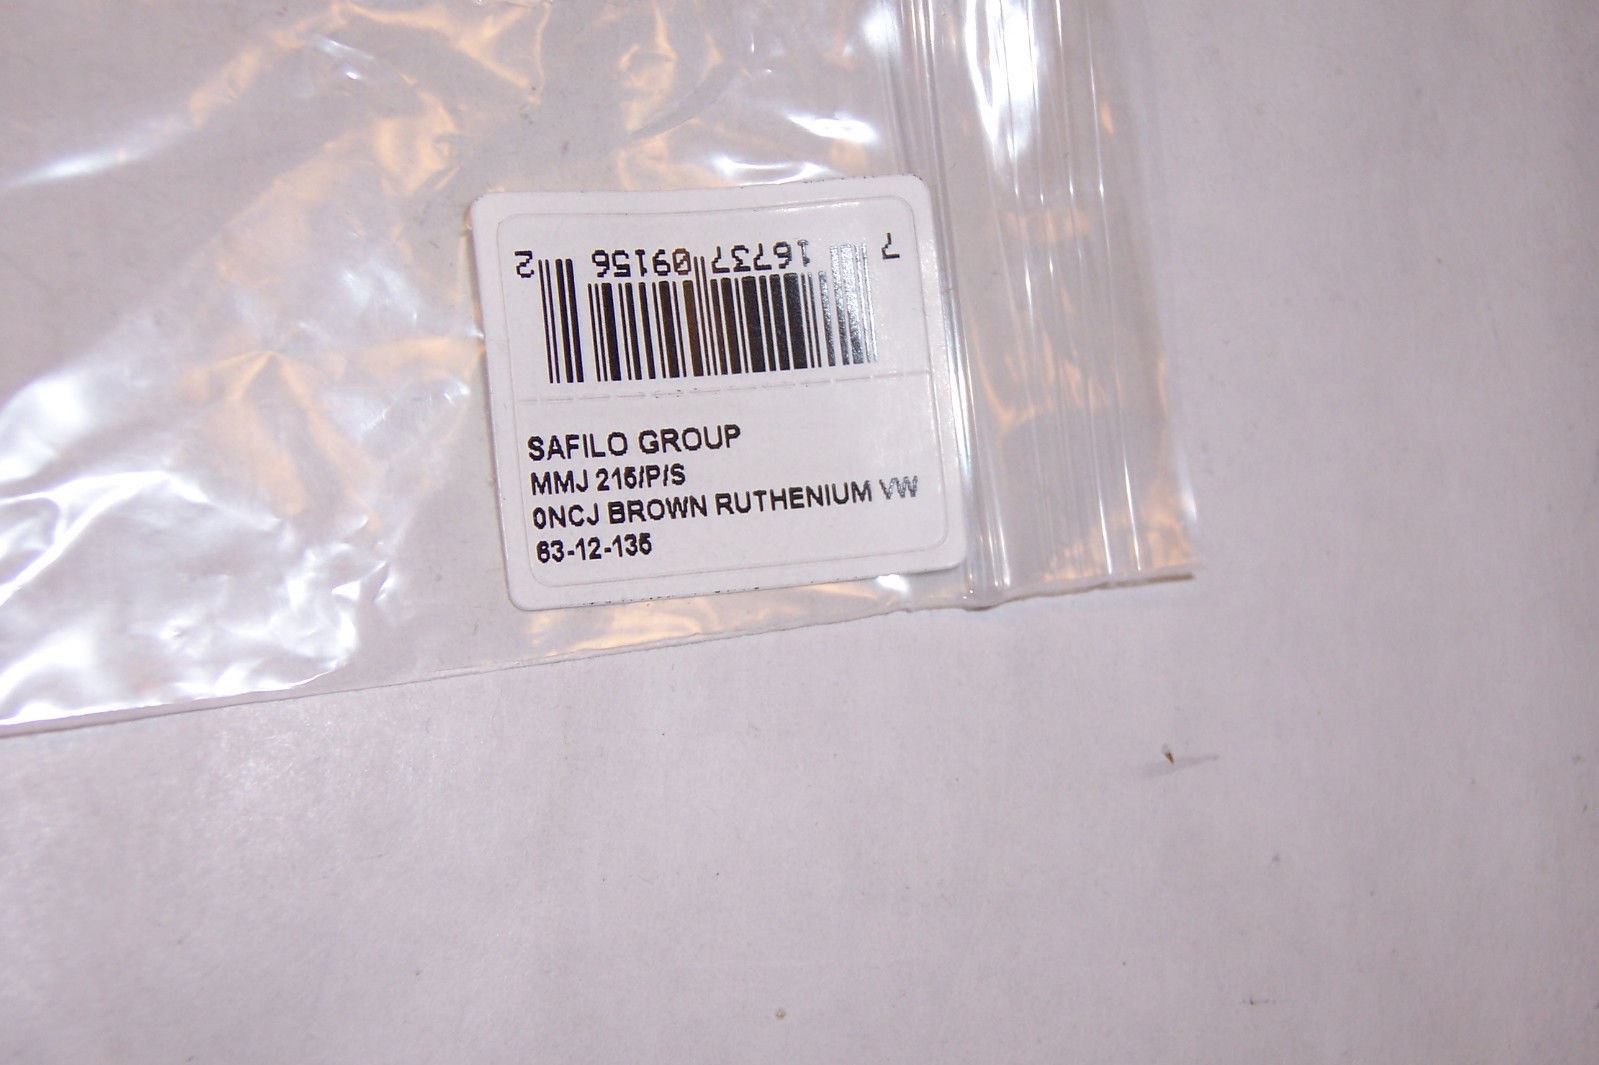 7 16737 09156 2
SAFILO GROUP
MMJ 215/P/S
0NCJ BROWN RUTHENIUM VW
63-12-135